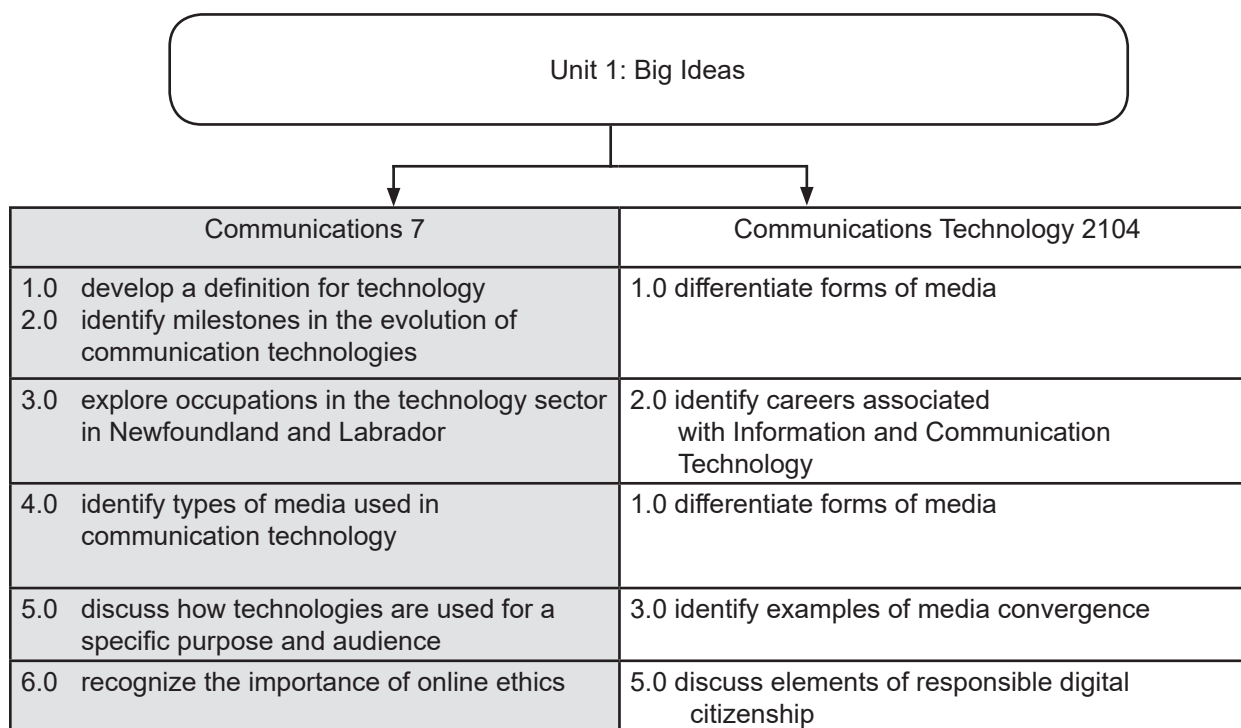 Unit 1: Big Ideas
Communications 7
Communications Technology 2104
1.0 develop a definition for technology
2.0 identify milestones in the evolution of
communication technologies
1.0 differentiate forms of media
3.0 explore occupations in the technology sector
in Newfoundland and Labrador
2.0 identify careers associated
with Information and Communication
Technology
4.0 identify types of media used in
communication technology
1.0 differentiate forms of media
5.0 discuss how technologies are used for a
specific purpose and audience
3.0 identify examples of media convergence
6.0 recognize the importance of online ethics
5.0 discuss elements of responsible digital
citizenship